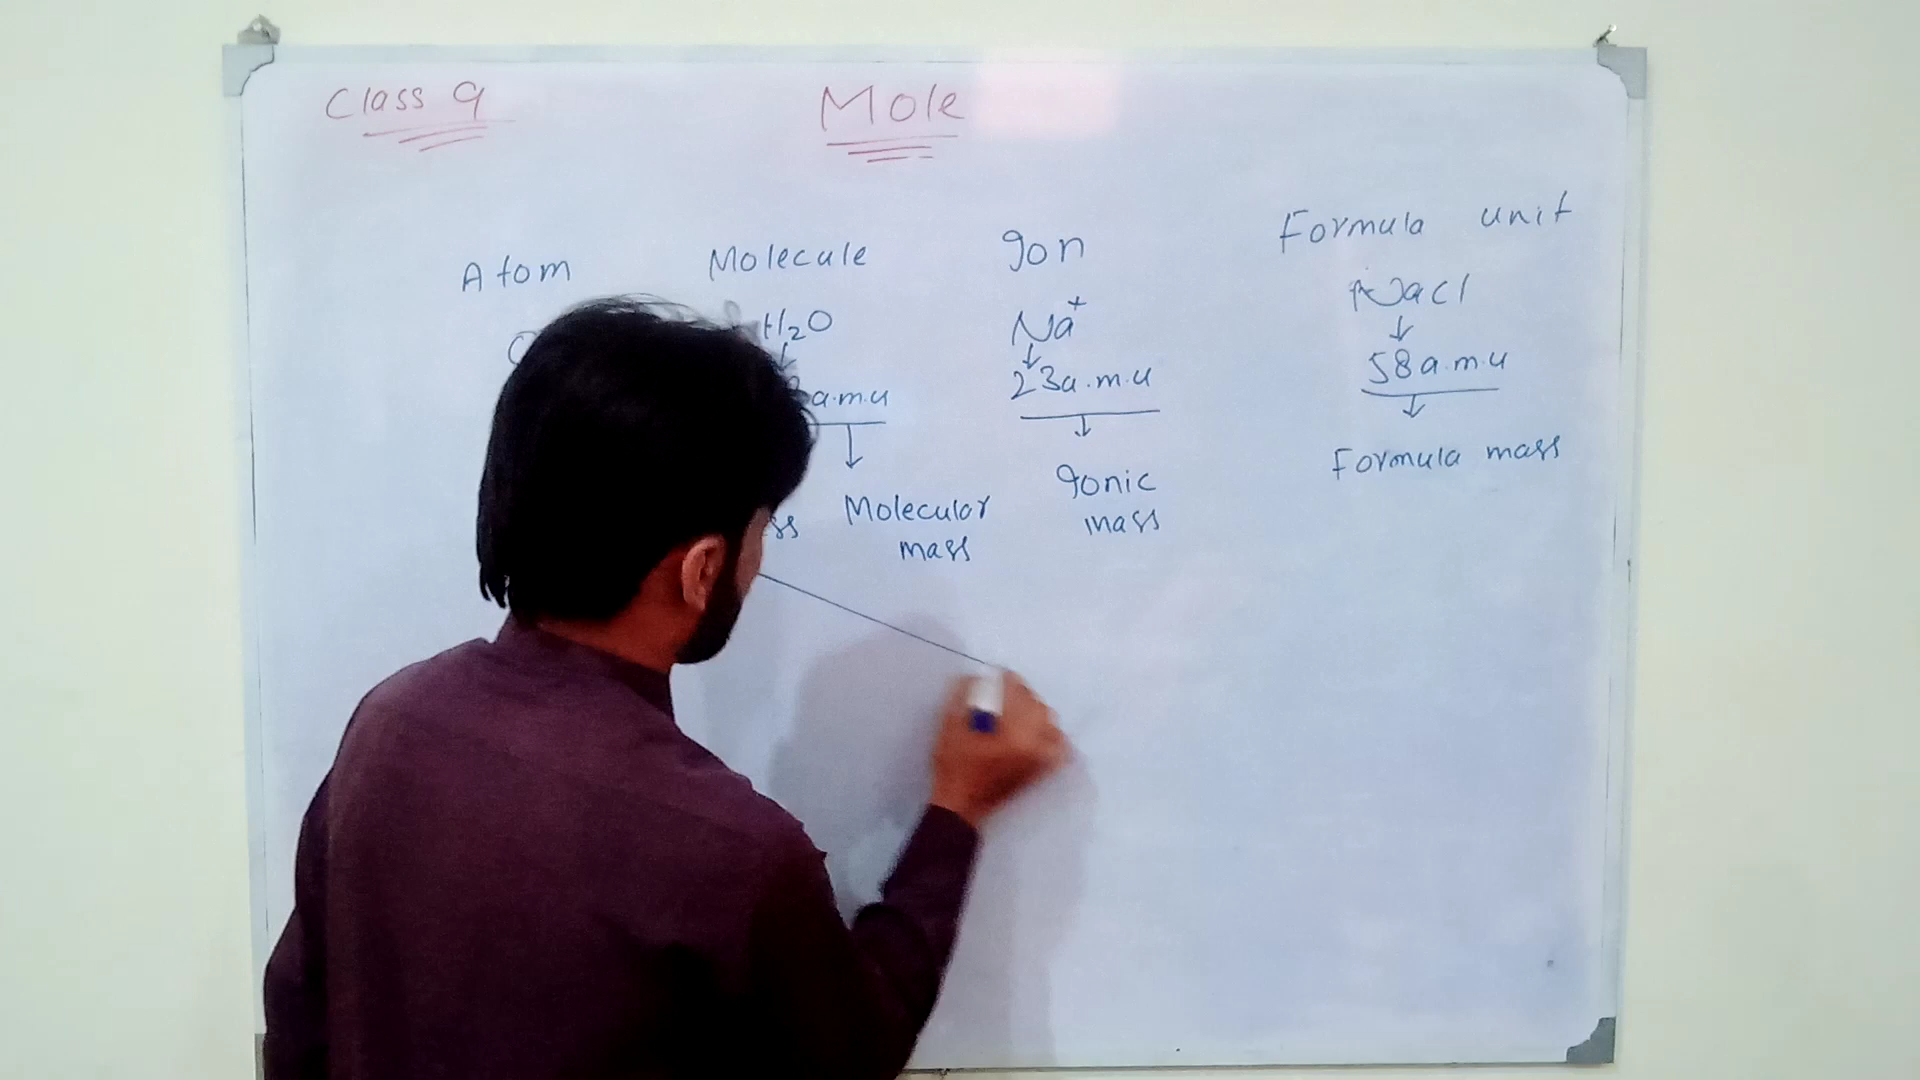 Class 9
Mole
Atom Molecule Ion Formula unit
H₂O Na⁺ NaCl
a.m.u 23a.m.u 58a.m.u
Molecular mass
Ionic mass
Formula mass